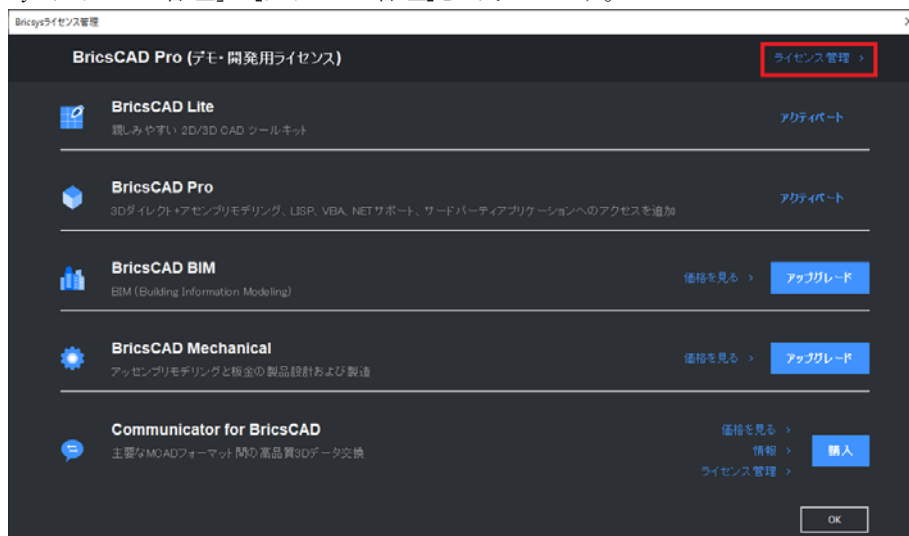 Bricsysライセンス管理
BricsCAD Pro (デモ・開発用ライセンス)
ライセンス管理 ›
BricsCAD Lite
親しみやすい 2D/3D CAD ツールキット
アクティベート
BricsCAD Pro
3Dダイレクト+アセンブリモデリング、LISP、VBA、.NETサポート、サードパーティアプリケーションへのアクセスを追加
アクティベート
BricsCAD BIM
BIM (Building Information Modeling)
価格を見る ›
アップグレード
BricsCAD Mechanical
アッセンブリモデリングと板金の製品設計および製造
価格を見る ›
アップグレード
Communicator for BricsCAD
主要なMCADフォーマット間の高品質3Dデータ交換
価格を見る ›
情報 ›
ライセンス管理 ›
購入
OK